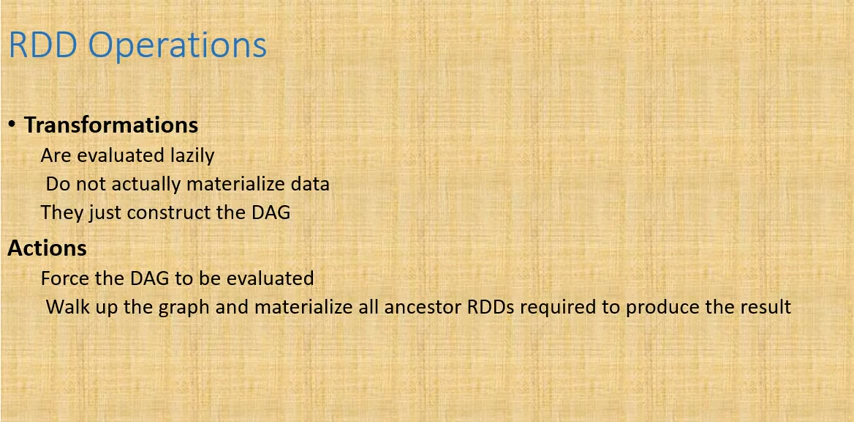 RDD Operations
• Transformations
Are evaluated lazily
Do not actually materialize data
They just construct the DAG
Actions
Force the DAG to be evaluated
Walk up the graph and materialize all ancestor RDDs required to produce the result